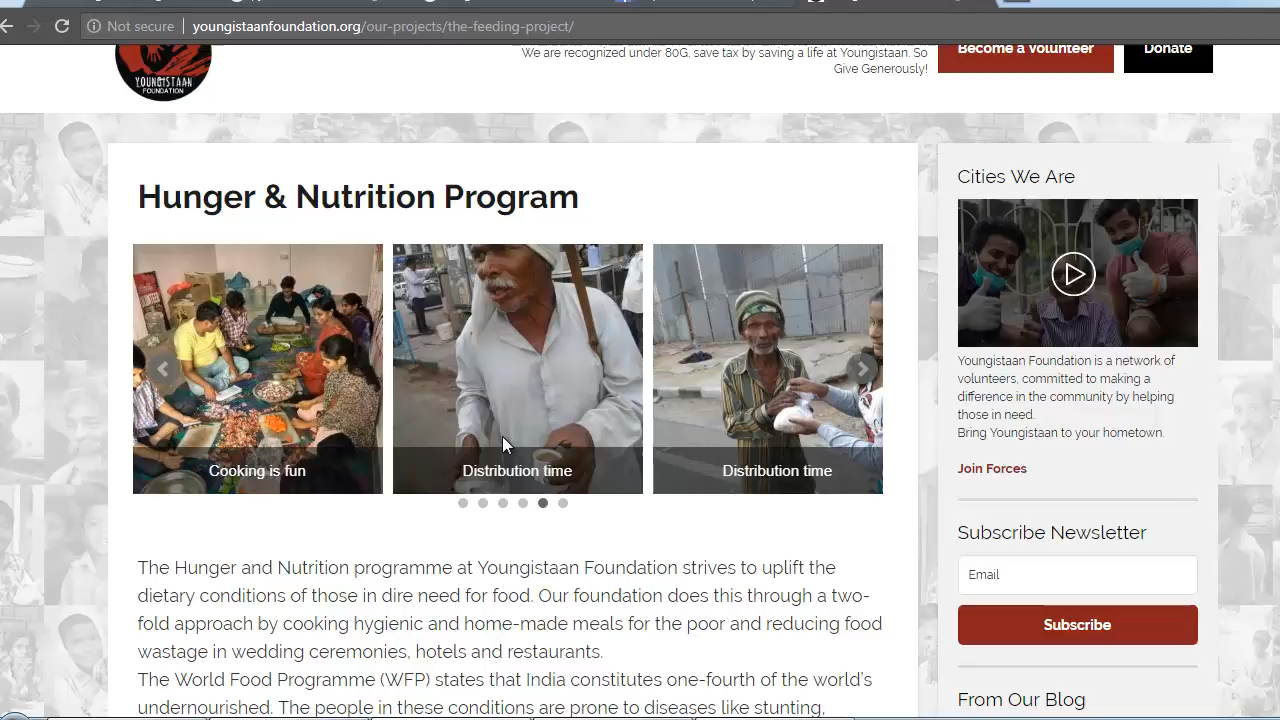 Not secure youngistaanfoundation.org/our-projects/the-feeding-project/
YOUNGISTAAN
FOUNDATION
We are recognized under 80G, save tax by saving a life at Youngistaan. So
Give Generously!
Become a Volunteer
Donate
Hunger & Nutrition Program
Cooking is fun
Distribution time
Distribution time
The Hunger and Nutrition programme at Youngistaan Foundation strives to uplift the
dietary conditions of those in dire need for food. Our foundation does this through a two-
fold approach by cooking hygienic and home-made meals for the poor and reducing food
wastage in wedding ceremonies, hotels and restaurants.
The World Food Programme (WFP) states that India constitutes one-fourth of the world's
undernourished. The people in these conditions are prone to diseases like stunting,
Cities We Are
Youngistaan Foundation is a network of
volunteers, committed to making a
difference in the community by helping
those in need.
Bring Youngistaan to your hometown.
Join Forces
Subscribe Newsletter
Email
Subscribe
From Our Blog